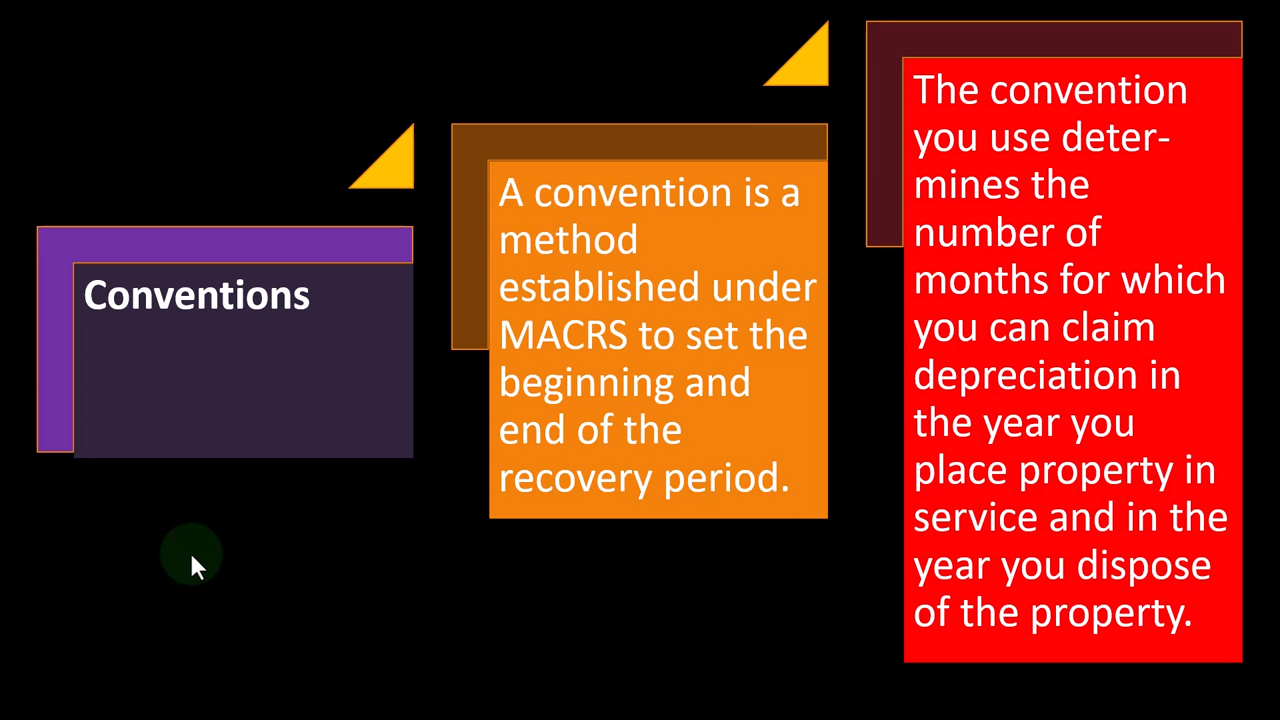 Conventions
A convention is a
method
established under
MACRS to set the
beginning and
end of the
recovery period.
The convention
you use deter-
mines the
number of
months for which
you can claim
depreciation in
the year you
place property in
service and in the
year you dispose
of the property.